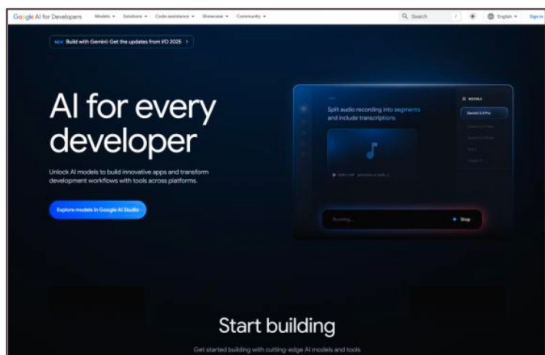 Google AI for Developers Models Solutions Code assistance Showcase Community Search / English Sign in
NEW Build with Gemini: Get the updates from I/O 2025
AI for every
developer
Unlock AI models to build innovative apps and transform
development workflows with tools across platforms.
Explore models in Google AI Studio
Split audio recording into segments
and include transcriptions
MODELS
Running...
Stop
Start building
Get started building with cutting-edge AI models and tools